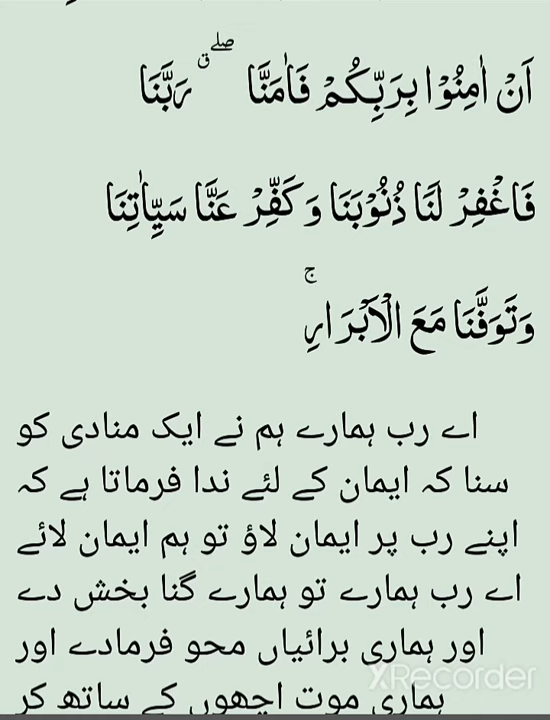 اَنْ اٰمِنُوْا بِرَبِّكُمْ فَاٰمَنَّا ۖۗ رَبَّنَا
فَاغْفِرْ لَنَا ذُنُوْبَنَا وَ كَفِّرْ عَنَّا سَیِّاٰتِنَا
وَ تَوَفَّنَا مَعَ الْاَبْرَارِۚ
اے رب ہمارے ہم نے ایک منادی کو
سنا کہ ایمان کے لئے ندا فرماتا ہے کہ
اپنے رب پر ایمان لاؤ تو ہم ایمان لائے
اے رب ہمارے تو ہمارے گنا بخش دے
اور ہماری برائیاں محو فرمادے اور
ہماری موت اچھوں کے ساتھ کر
XRecorder